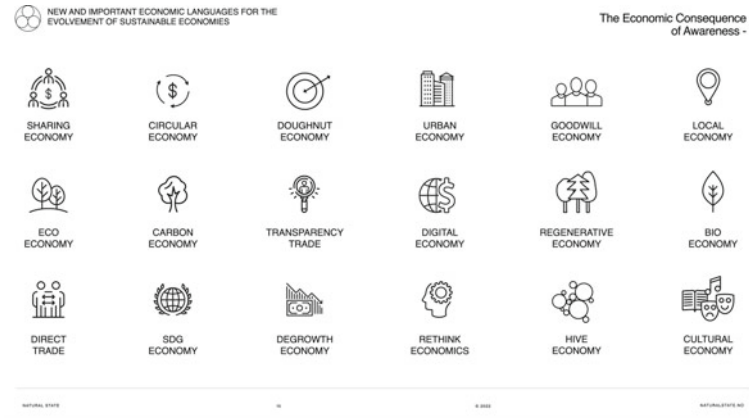 NEW AND IMPORTANT ECONOMIC LANGUAGES FOR THE
EVOLVEMENT OF SUSTAINABLE ECONOMIES
The Economic Consequence
of Awareness -
SHARING
ECONOMY
CIRCULAR
ECONOMY
DOUGHNUT
ECONOMY
URBAN
ECONOMY
GOODWILL
ECONOMY
LOCAL
ECONOMY
ECO
ECONOMY
CARBON
ECONOMY
TRANSPARENCY
TRADE
DIGITAL
ECONOMY
REGENERATIVE
ECONOMY
BIO
ECONOMY
DIRECT
TRADE
SDG
ECONOMY
DEGROWTH
ECONOMY
RETHINK
ECONOMICS
HIVE
ECONOMY
CULTURAL
ECONOMY
NATURAL STATE
NATURALSTATE.NO